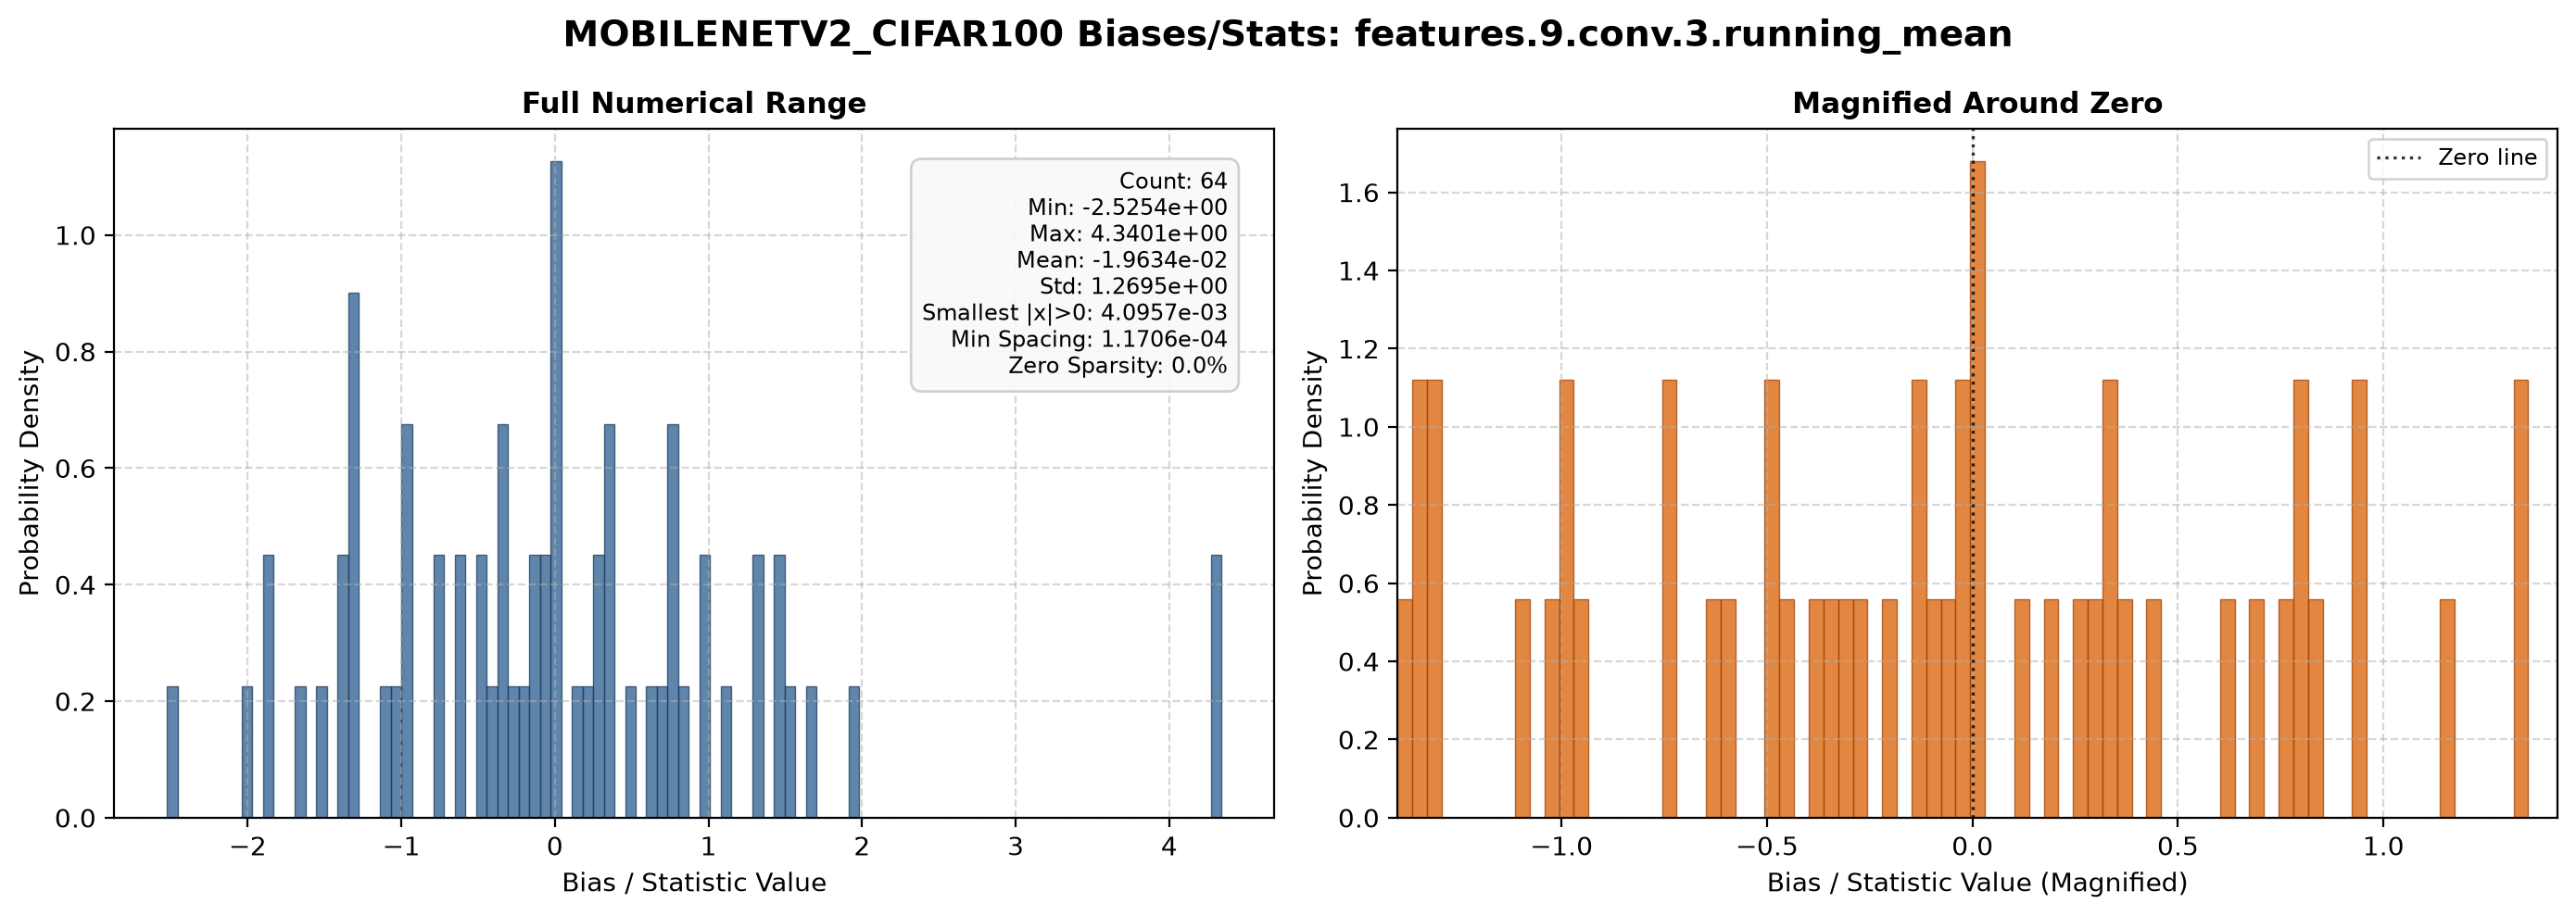 MOBILENETV2_CIFAR100 Biases/Stats: features.9.conv.3.running_mean
Full Numerical Range
Count: 64
Min: -2.5254e+00
Max: 4.3401e+00
Mean: -1.9634e-02
Std: 1.2695e+00
Smallest |x|>0: 4.0957e-03
Min Spacing: 1.1706e-04
Zero Sparsity: 0.0%
1.0
0.8
0.6
0.4
0.2
0.0
Probability Density
−2 −1 0 1 2 3 4
Bias / Statistic Value
Magnified Around Zero
Zero line
1.6
1.4
1.2
1.0
0.8
0.6
0.4
0.2
0.0
Probability Density
−1.0 −0.5 0.0 0.5 1.0
Bias / Statistic Value (Magnified)